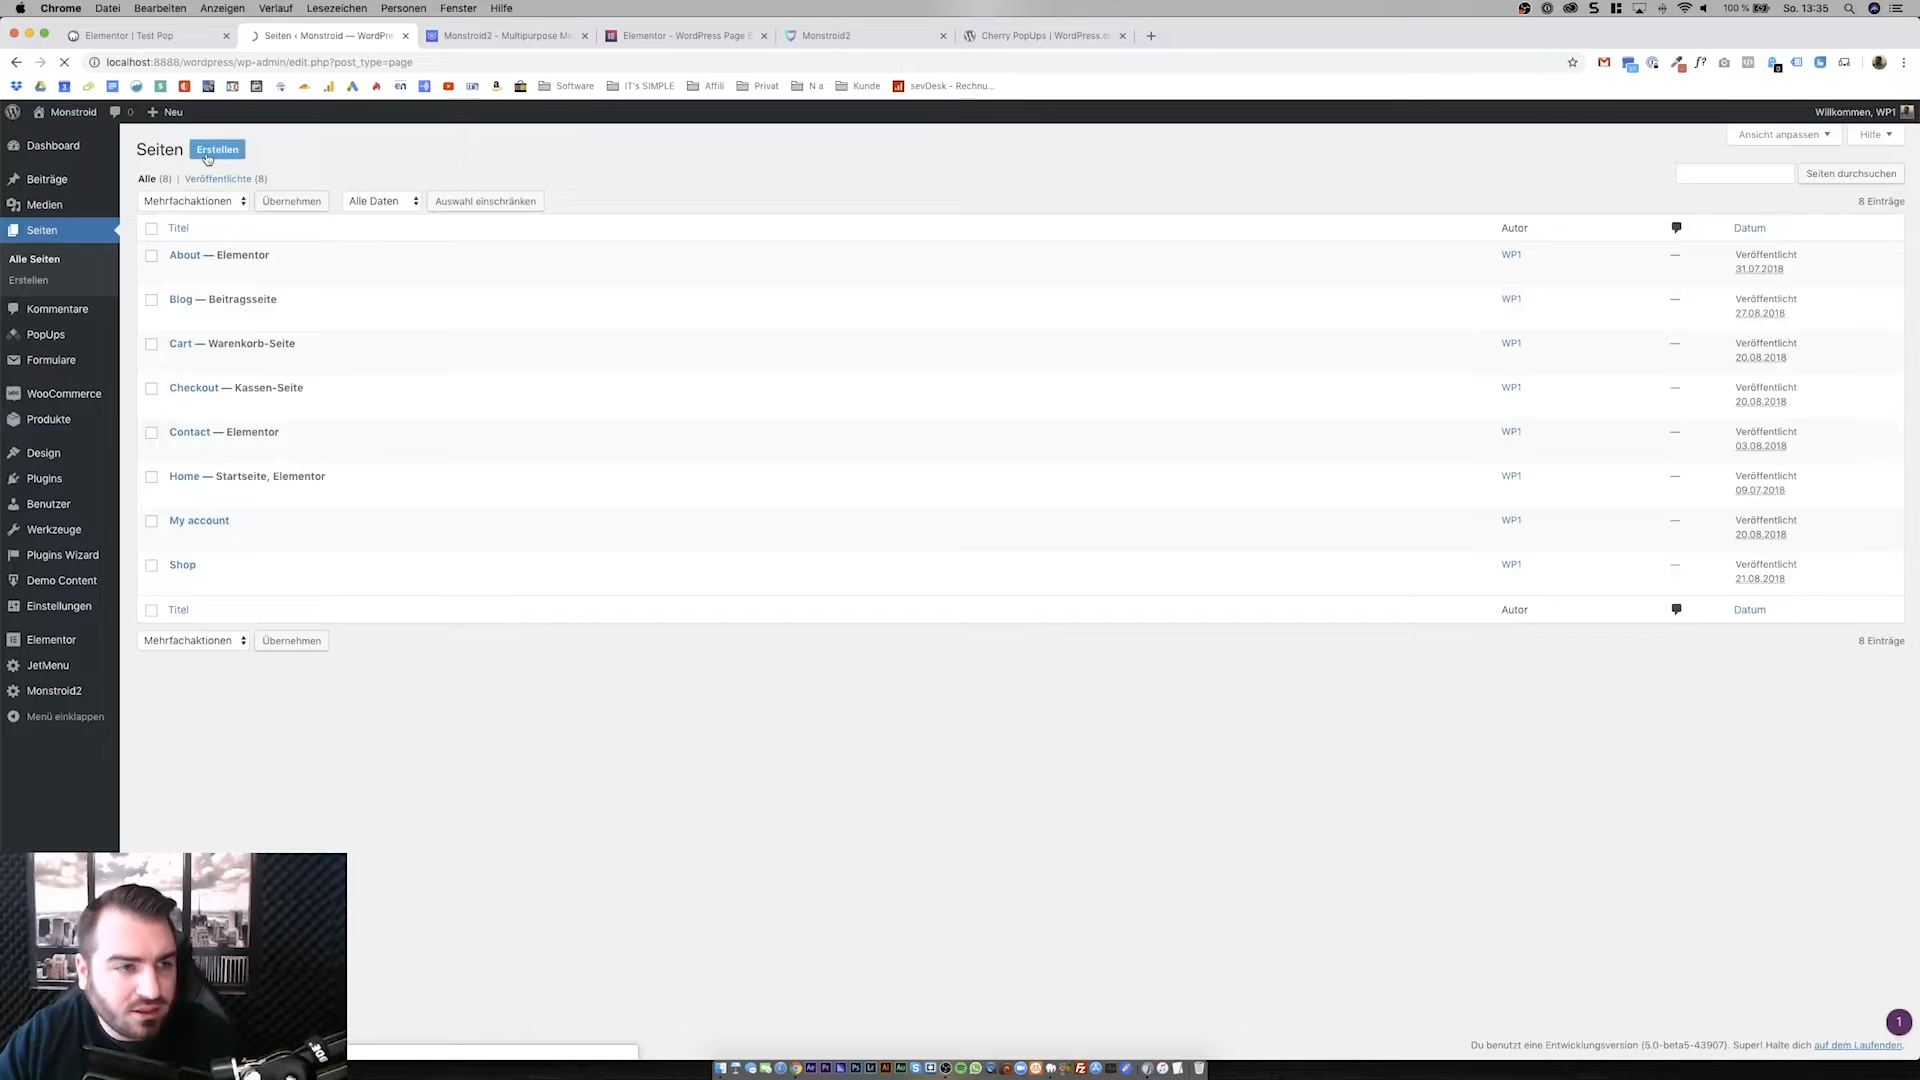 Chrome Datei Bearbeiten Anzeigen Verlauf Lesezeichen Personen Fenster Hilfe 100 % So. 13:35
Elementor | Test Pop Seiten ‹ Monstroid — WordPre Monstroid2 - Multipurpose Mo Elementor - WordPress Page B Monstroid2 Cherry PopUps | WordPress.or
localhost:8888/wordpress/wp-admin/edit.php?post_type=page
Software IT's SIMPLE Affili Privat N a Kunde sevDesk - Rechnu...
Monstroid 0 Neu Willkommen, WP1
Ansicht anpassen Hilfe
Seiten Erstellen
Alle (8) | Veröffentlichte (8)
Seiten durchsuchen
Mehrfachaktionen Übernehmen Alle Daten Auswahl einschränken 8 Einträge
Titel Autor Datum
About — Elementor WP1 — Veröffentlicht
31.07.2018
Blog — Beitragsseite WP1 — Veröffentlicht
27.08.2018
Cart — Warenkorb-Seite WP1 — Veröffentlicht
20.08.2018
Checkout — Kassen-Seite WP1 — Veröffentlicht
20.08.2018
Contact — Elementor WP1 — Veröffentlicht
03.08.2018
Home — Startseite, Elementor WP1 — Veröffentlicht
09.07.2018
My account WP1 — Veröffentlicht
20.08.2018
Shop WP1 — Veröffentlicht
21.08.2018
Titel Autor Datum
Mehrfachaktionen Übernehmen 8 Einträge
Dashboard
Beiträge
Medien
Seiten
Alle Seiten
Erstellen
Kommentare
PopUps
Formulare
WooCommerce
Produkte
Design
Plugins
Benutzer
Werkzeuge
Plugins Wizard
Demo Content
Einstellungen
Elementor
JetMenu
Monstroid2
Menü einklappen
1
Du benutzt eine Entwicklungsversion (5.0-beta5-43907). Super! Halte dich auf dem Laufenden.